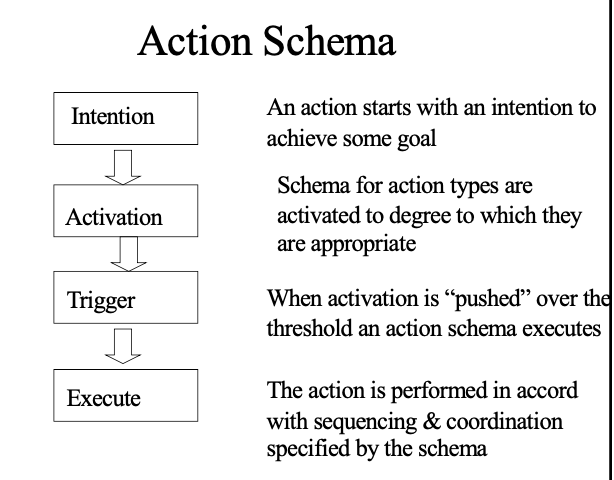 Action Schema
Intention
An action starts with an intention to
achieve some goal
Activation
Schema for action types are
activated to degree to which they
are appropriate
Trigger
When activation is “pushed” over the
threshold an action schema executes
Execute
The action is performed in accord
with sequencing & coordination
specified by the schema